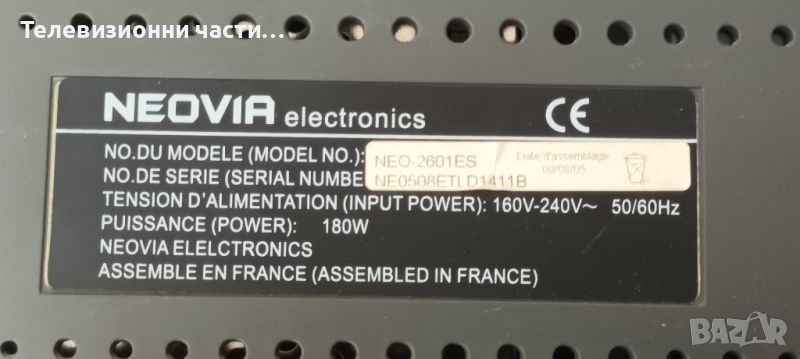 Телевизионни части...
NEOVIA electronics
CE
NO.DU MODELE (MODEL NO.): NEO-2601ES
Date d'assemblage
09/08/05
NO.DE SERIE (SERIAL NUMBE NE0508ETLD1411B
TENSION D'ALIMENTATION (INPUT POWER): 160V-240V~ 50/60Hz
PUISSANCE (POWER): 180W
NEOVIA ELELCTRONICS
ASSEMBLE EN FRANCE (ASSEMBLED IN FRANCE)
BAZAR